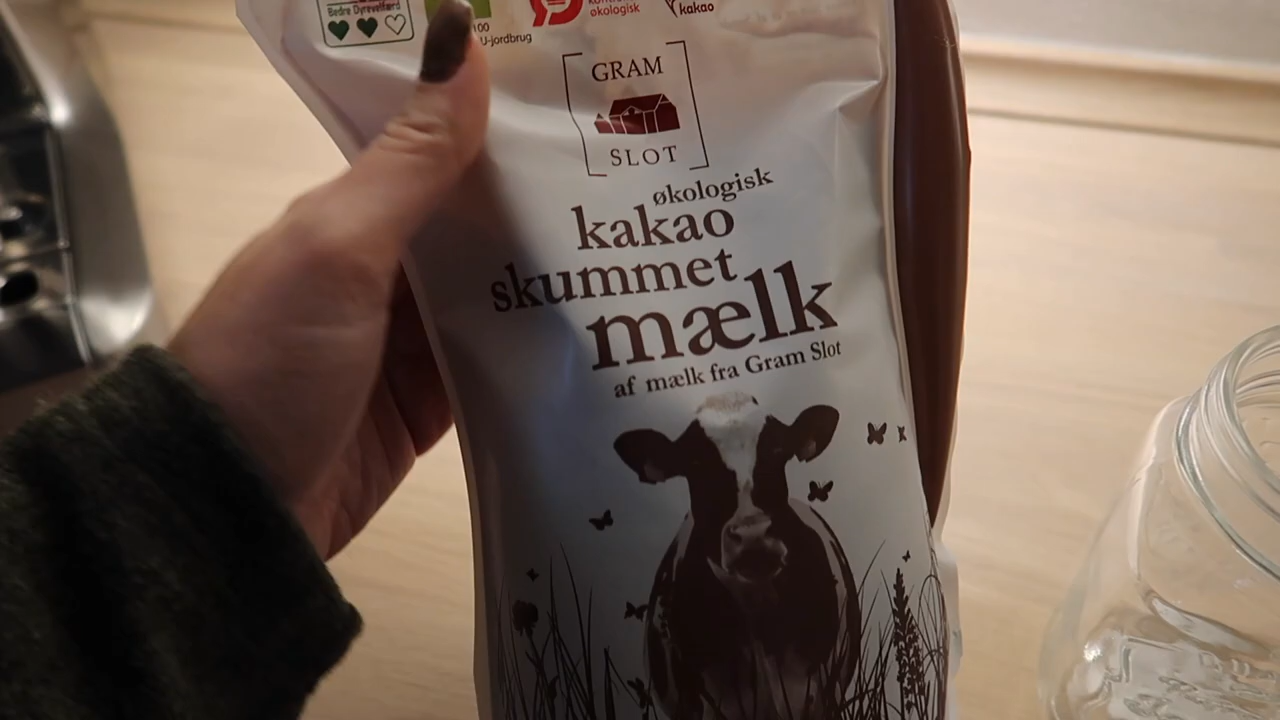 Bedre Dyrevelfærd
økologisk
kakao
U-jordbrug
GRAM
SLOT
økologisk
kakao
skummet
mælk
af mælk fra Gram Slot